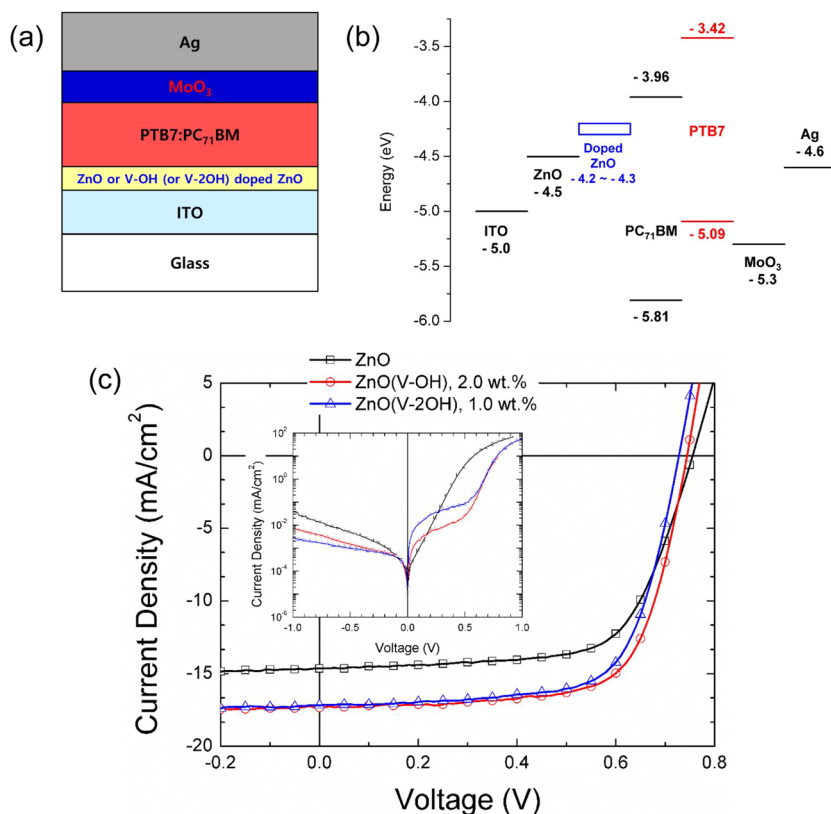 (a)
Ag
MoO₃
PTB7:PC₇₁BM
ZnO or V-OH (or V-2OH) doped ZnO
ITO
Glass
(b)
Energy (eV)
-3.5
-4.0
-4.5
-5.0
-5.5
-6.0
ITO
- 5.0
ZnO
- 4.5
Doped
ZnO
- 4.2 ~ - 4.3
- 3.96
PC₇₁BM
- 5.81
- 3.42
PTB7
- 5.09
MoO₃
- 5.3
Ag
- 4.6
(c)
ZnO
ZnO(V-OH), 2.0 wt.%
ZnO(V-2OH), 1.0 wt.%
Current Density (mA/cm²)
5
0
-5
-10
-15
-20
-0.2 0.0 0.2 0.4 0.6 0.8
Voltage (V)
Current Density (mA/cm²)
10²
10⁰
10⁻²
10⁻⁴
10⁻⁶
-1.0 -0.5 0.0 0.5 1.0
Voltage (V)